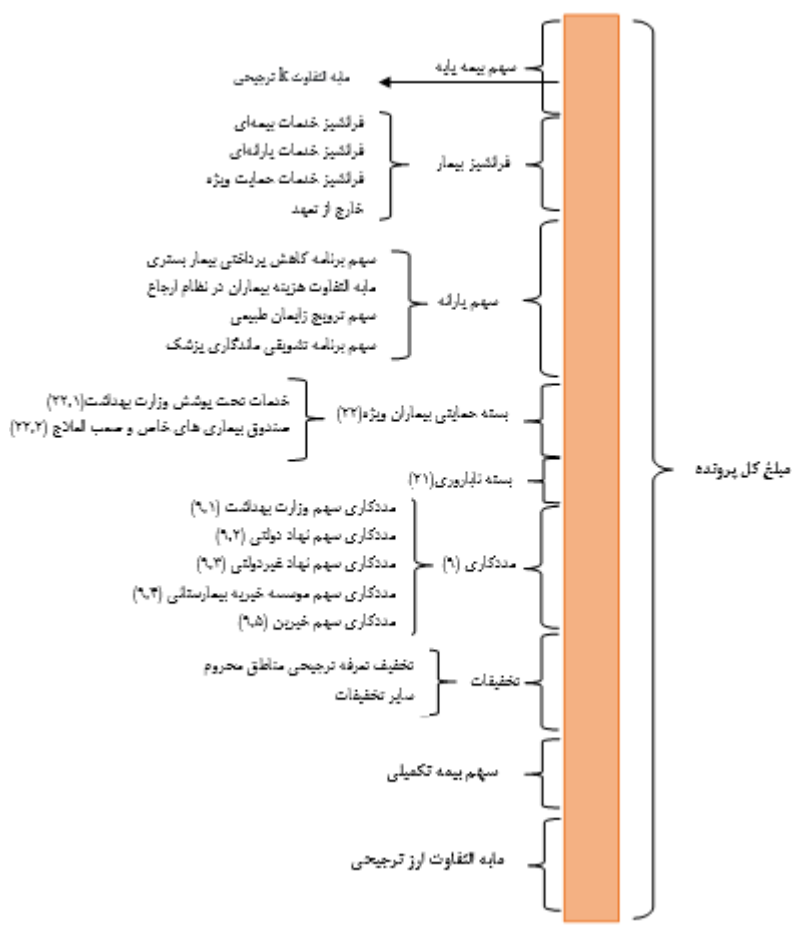 مبلغ کل پرونده
سهم بیمه پایه
مابه التفاوت k ترجیحی
فرانشیز بیمار
فرانشیز خدمات بیمه‌ای
فرانشیز خدمات یارانه‌ای
فرانشیز خدمات حمایت ویژه
خارج از تعهد
سهم یارانه
سهم برنامه کاهش پرداختی بیمار بستری
مابه التفاوت هزینه بیماران در نظام ارجاع
سهم ترویج زایمان طبیعی
سهم برنامه تشویقی ماندگاری پزشک
بسته حمایتی بیماران ویژه(۲۲)
خدمات تحت پوشش وزارت بهداشت(۲۲,۱)
صندوق بیماری های خاص و صعب العلاج (۲۲,۲)
بسته ناباروری(۲۱)
مددکاری (۹)
مددکاری سهم وزارت بهداشت (۹,۱)
مددکاری سهم نهاد دولتی (۹,۲)
مددکاری سهم نهاد غیردولتی (۹,۳)
مددکاری سهم موسسه خیریه بیمارستانی (۹,۴)
مددکاری سهم خیرین (۹,۵)
تخفیفات
تخفیف تعرفه ترجیحی مناطق محروم
سایر تخفیفات
سهم بیمه تکمیلی
مابه التفاوت ارز ترجیحی